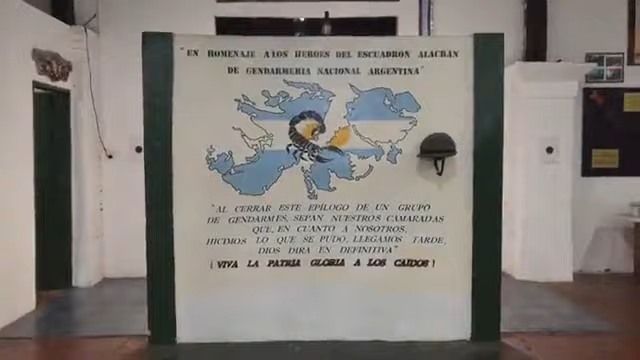 "EN HOMENAJE A LOS HEROES DEL ESCUADRON ALACRAN
DE GENDARMERIA NACIONAL ARGENTINA"
"AL CERRAR ESTE EPÍLOGO DE UN GRUPO
DE GENDARMES, SEPAN NUESTROS CAMARADAS
QUE, EN CUANTO A NOSOTROS,
HICIMOS LO QUE SE PUDO, LLEGAMOS TARDE,
DIOS DIRÁ EN DEFINITIVA"
¡VIVA LA PATRIA GLORIA A LOS CAIDOS!